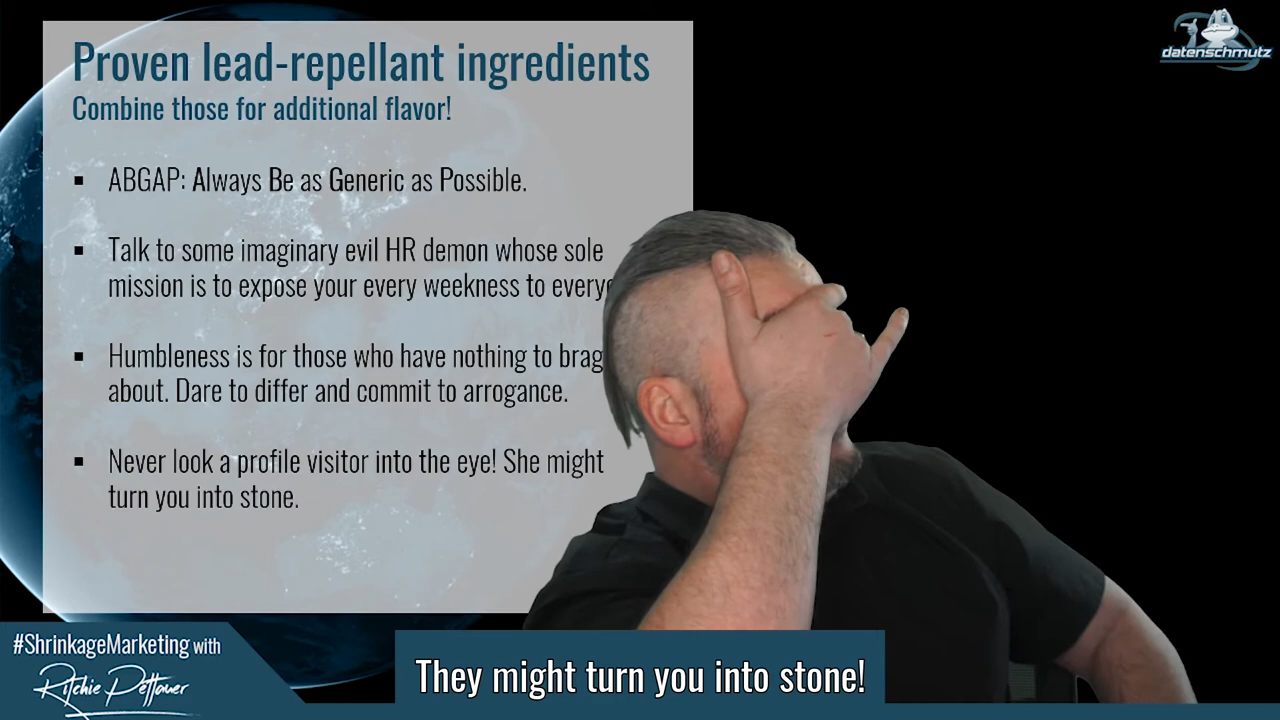 Proven lead-repellant ingredients
Combine those for additional flavor!
datenschmutz
▪ ABGAP: Always Be as Generic as Possible.
▪ Talk to some imaginary evil HR demon whose sole
mission is to expose your every weekness to
▪ Humbleness is for those who have nothing to brag
about. Dare to differ and commit to arrogance.
▪ Never look a profile visitor into the eye! She might
turn you into stone.
#ShrinkageMarketing with
Ritchie Pettauer
They might turn you into stone!